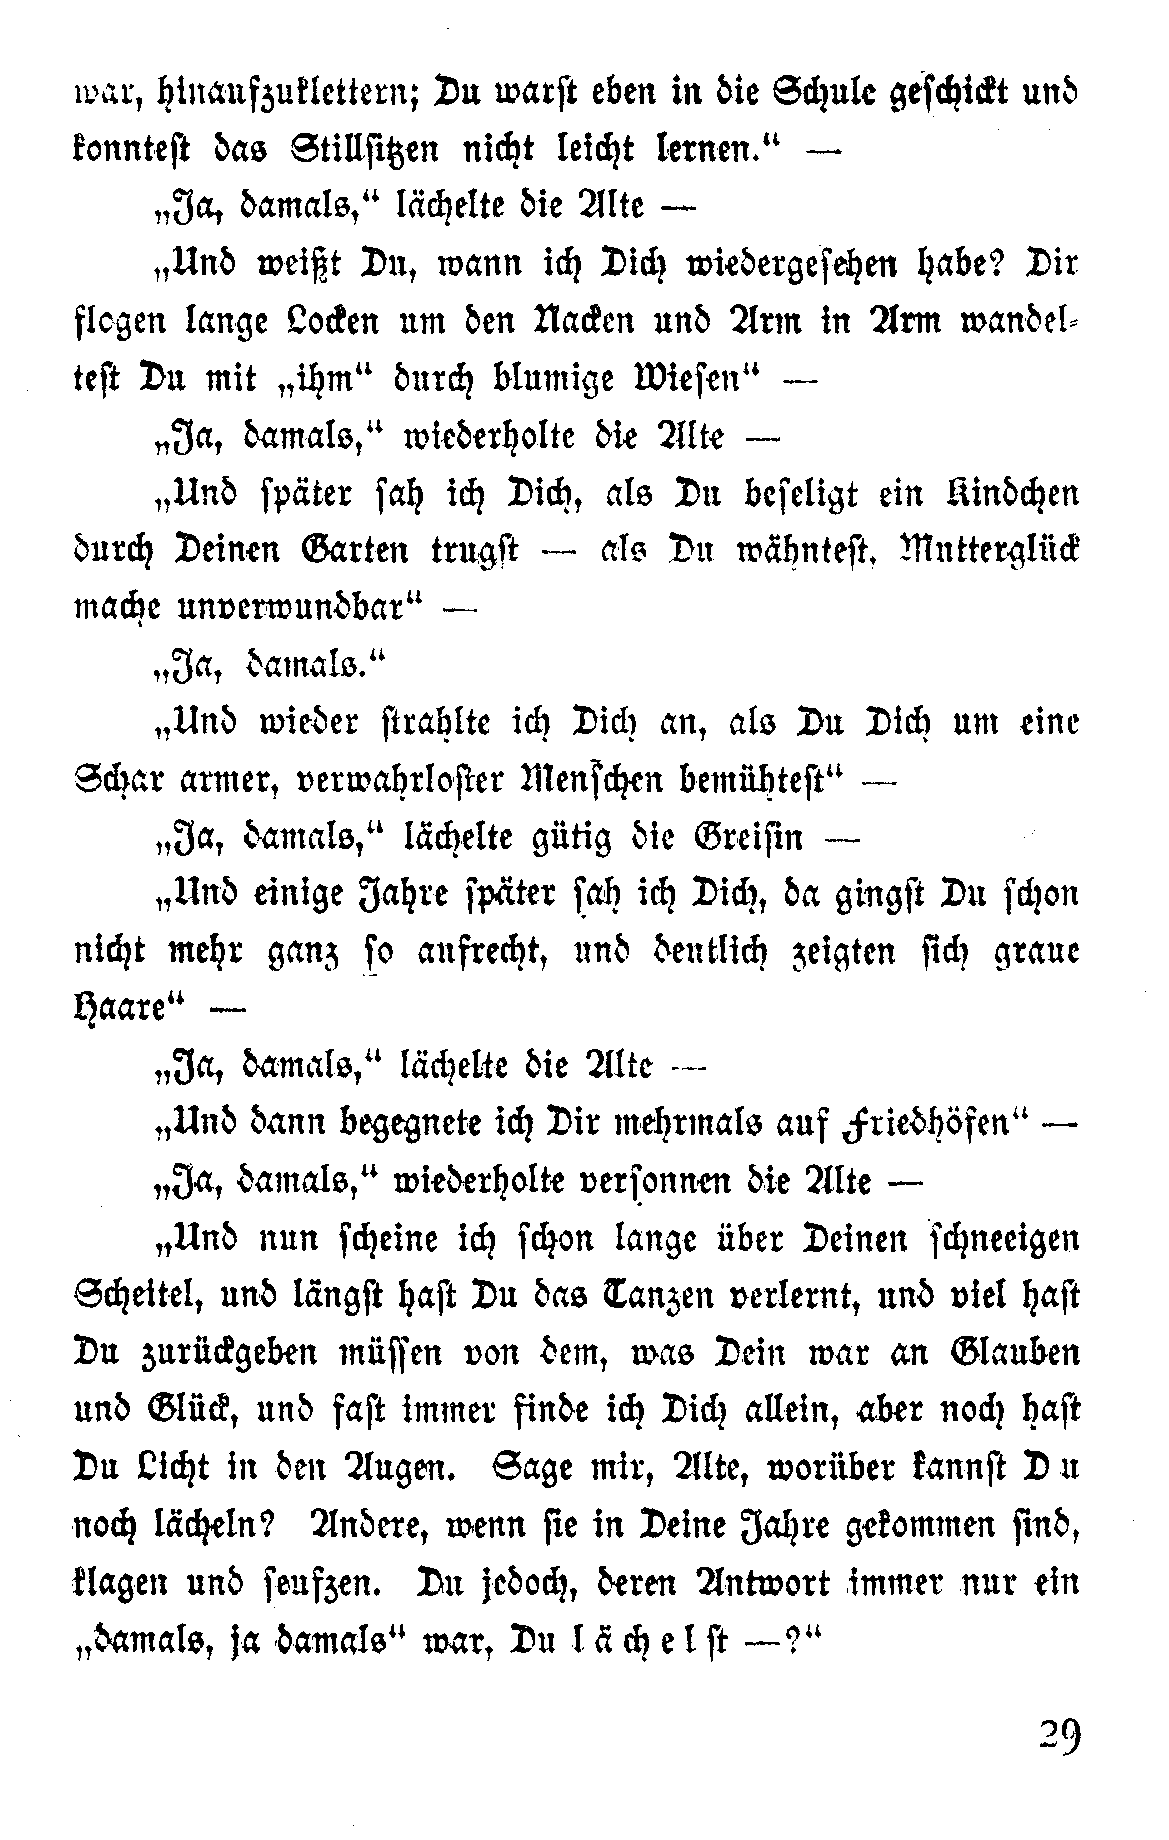 war, hinaufzuklettern; Du warst eben in die Schule geschickt und
konntest das Stillsitzen nicht leicht lernen.“ —
„Ja, damals,“ lächelte die Alte —
„Und weißt Du, wann ich Dich wiedergesehen habe? Dir
flogen lange Locken um den Nacken und Arm in Arm wandel-
test Du mit „ihm“ durch blumige Wiesen“ —
„Ja, damals,“ wiederholte die Alte —
„Und später sah ich Dich, als Du beseligt ein Kindchen
durch Deinen Garten trugst — als Du wähntest, Mutterglück
mache unverwundbar“ —
„Ja, damals.“
„Und wieder strahlte ich Dich an, als Du Dich um eine
Schar armer, verwahrloster Menschen bemühtest“ —
„Ja, damals,“ lächelte gütig die Greisin —
„Und einige Jahre später sah ich Dich, da gingst Du schon
nicht mehr ganz so aufrecht, und deutlich zeigten sich graue
Haare“ —
„Ja, damals,“ lächelte die Alte —
„Und dann begegnete ich Dir mehrmals auf Friedhöfen“ —
„Ja, damals,“ wiederholte versonnen die Alte —
„Und nun scheine ich schon lange über Deinen schneeigen
Scheitel, und längst hast Du das Tanzen verlernt, und viel hast
Du zurückgeben müssen von dem, was Dein war an Glauben
und Glück, und fast immer finde ich Dich allein, aber noch hast
Du Licht in den Augen. Sage mir, Alte, worüber kannst Du
noch lächeln? Andere, wenn sie in Deine Jahre gekommen sind,
klagen und seufzen. Du jedoch, deren Antwort immer nur ein
„damals, ja damals“ war, Du lächelst —?“
29